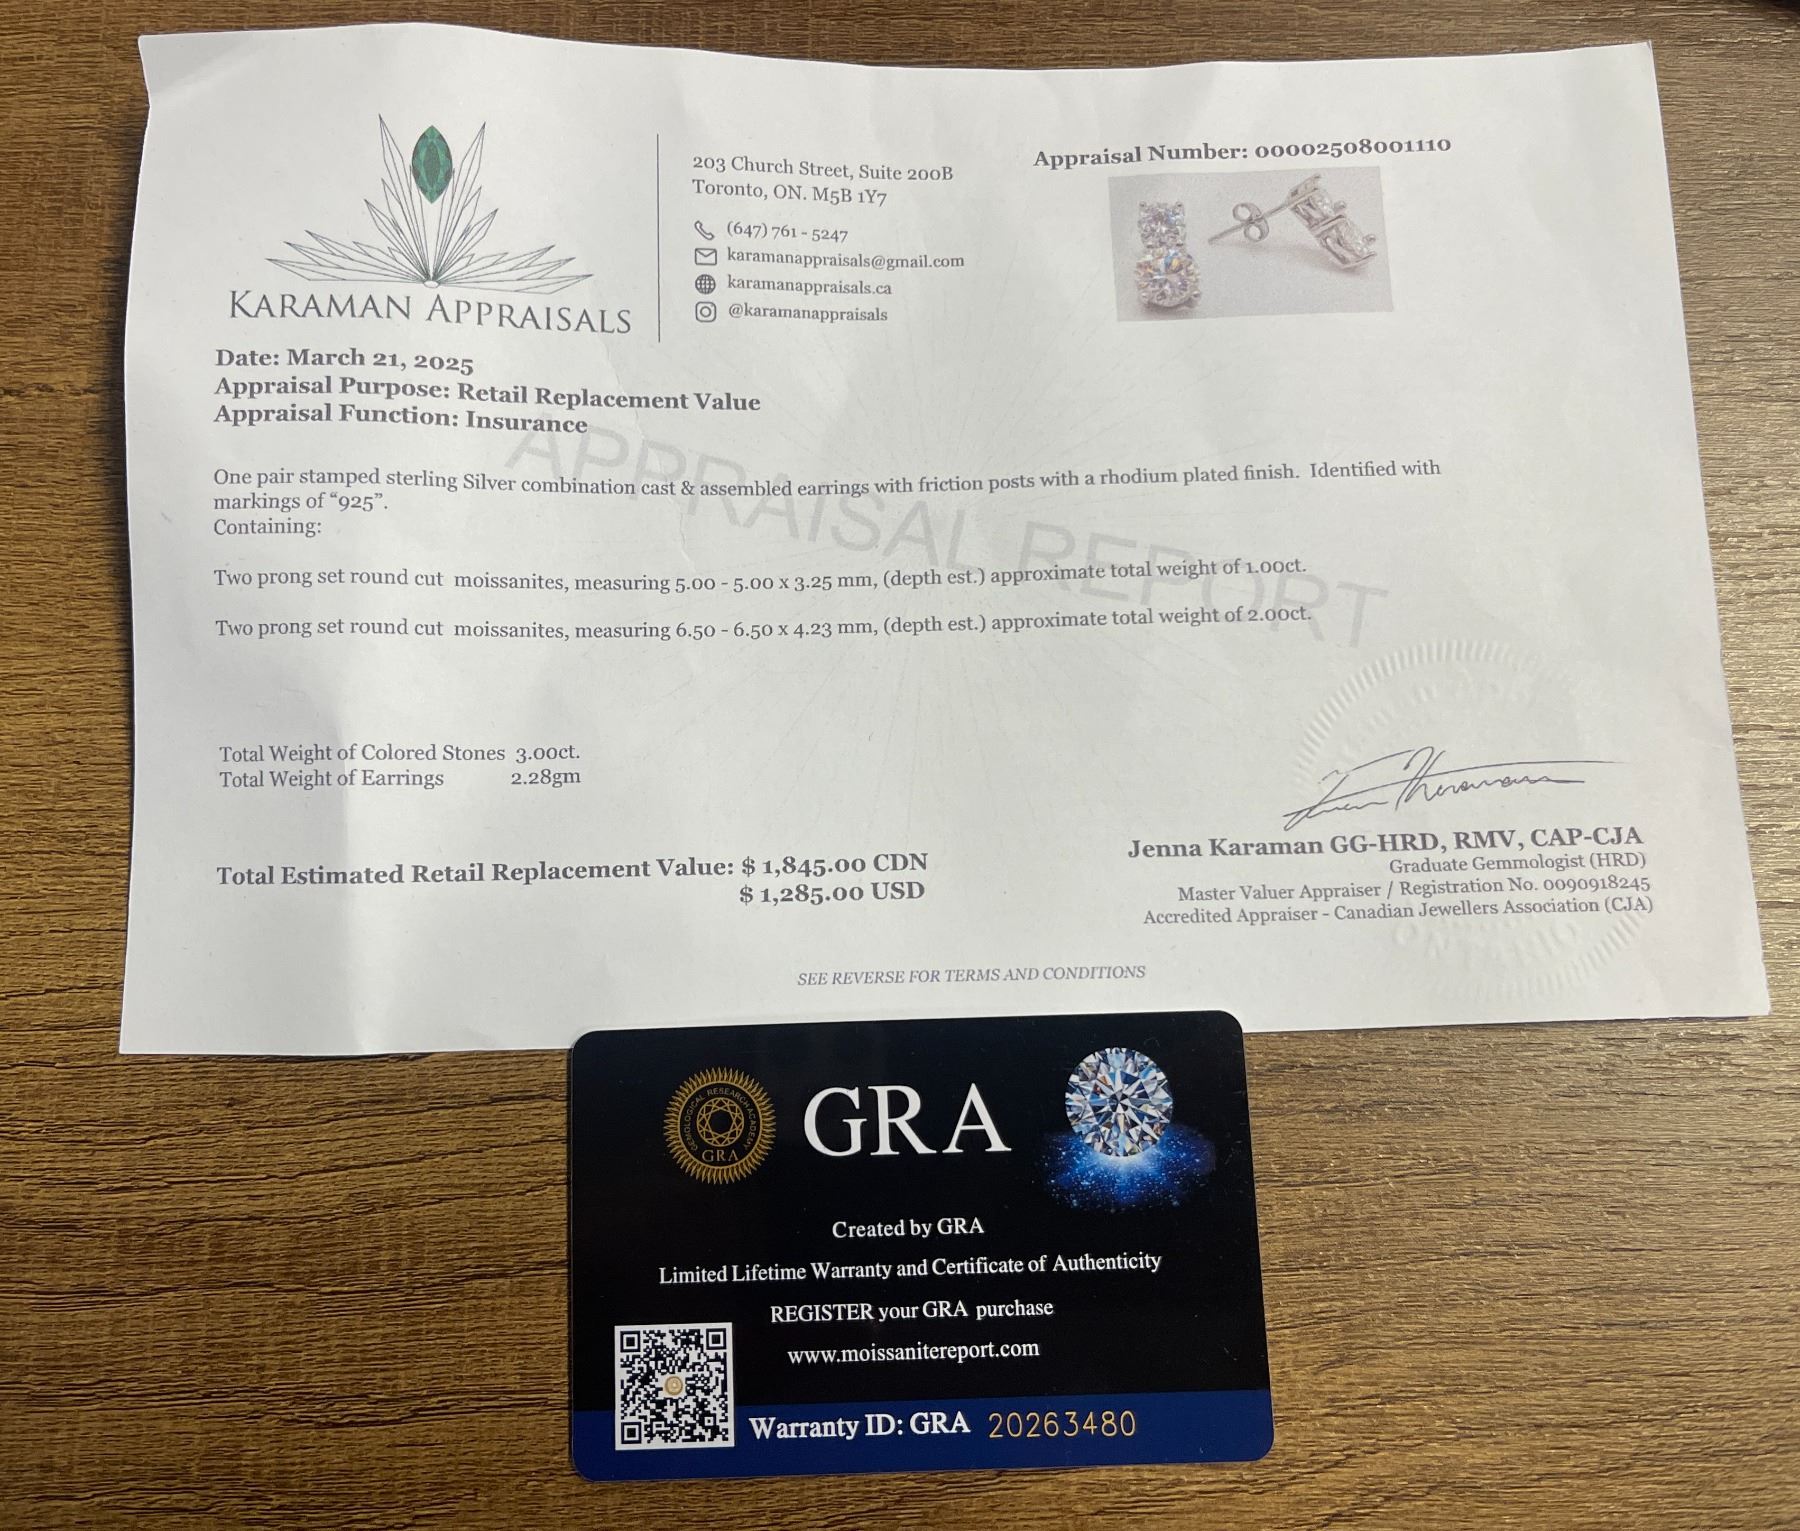 KARAMAN APPRAISALS
203 Church Street, Suite 200B
Toronto, ON. M5B 1Y7
(647) 761 - 5247
karamanappraisals@gmail.com
karamanappraisals.ca
@karamanappraisals
Appraisal Number: 00002508001110
Date: March 21, 2025
Appraisal Purpose: Retail Replacement Value
Appraisal Function: Insurance
APPRAISAL REPORT
One pair stamped sterling Silver combination cast & assembled earrings with friction posts with a rhodium plated finish. Identified with
markings of “925”.
Containing:
Two prong set round cut moissanites, measuring 5.00 - 5.00 x 3.25 mm, (depth est.) approximate total weight of 1.00ct.
Two prong set round cut moissanites, measuring 6.50 - 6.50 x 4.23 mm, (depth est.) approximate total weight of 2.00ct.
Total Weight of Colored Stones 3.00ct.
Total Weight of Earrings 2.28gm
Total Estimated Retail Replacement Value: $ 1,845.00 CDN
$ 1,285.00 USD
Jenna Karaman GG-HRD, RMV, CAP-CJA
Graduate Gemmologist (HRD)
Master Valuer Appraiser / Registration No. 0090918245
Accredited Appraiser - Canadian Jewellers Association (CJA)
ONTARIO
SEE REVERSE FOR TERMS AND CONDITIONS
GEMOLOGICAL RESEARCH ACADEMY
GRA
GRA
Created by GRA
Limited Lifetime Warranty and Certificate of Authenticity
REGISTER your GRA purchase
www.moissanitereport.com
Warranty ID: GRA 20263480